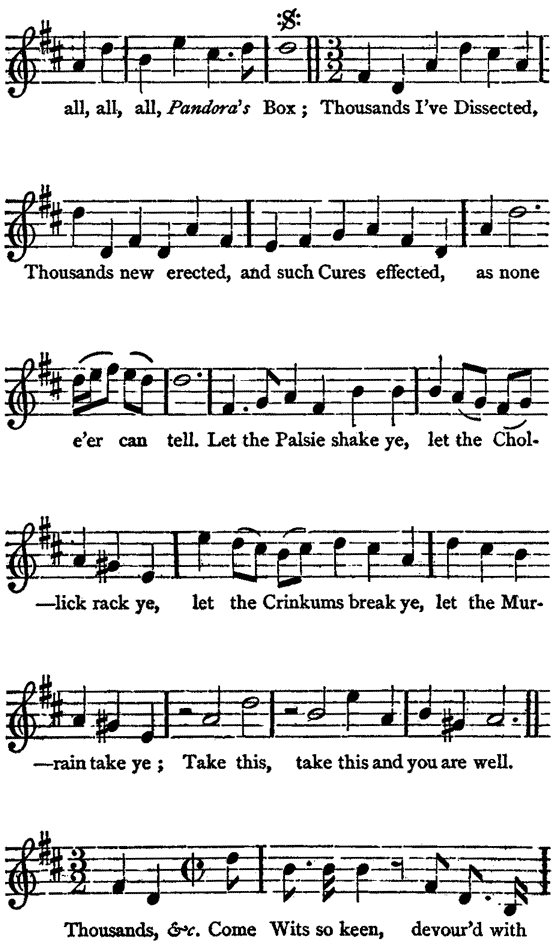 all, all, all, Pandora's Box ; Thousands I've Dissected,
Thousands new erected, and such Cures effected, as none
e'er can tell. Let the Palsie shake ye, let the Chol-
—lick rack ye, let the Crinkums break ye, let the Mur-
—rain take ye ; Take this, take this and you are well.
Thousands, &c. Come Wits so keen, devour'd with